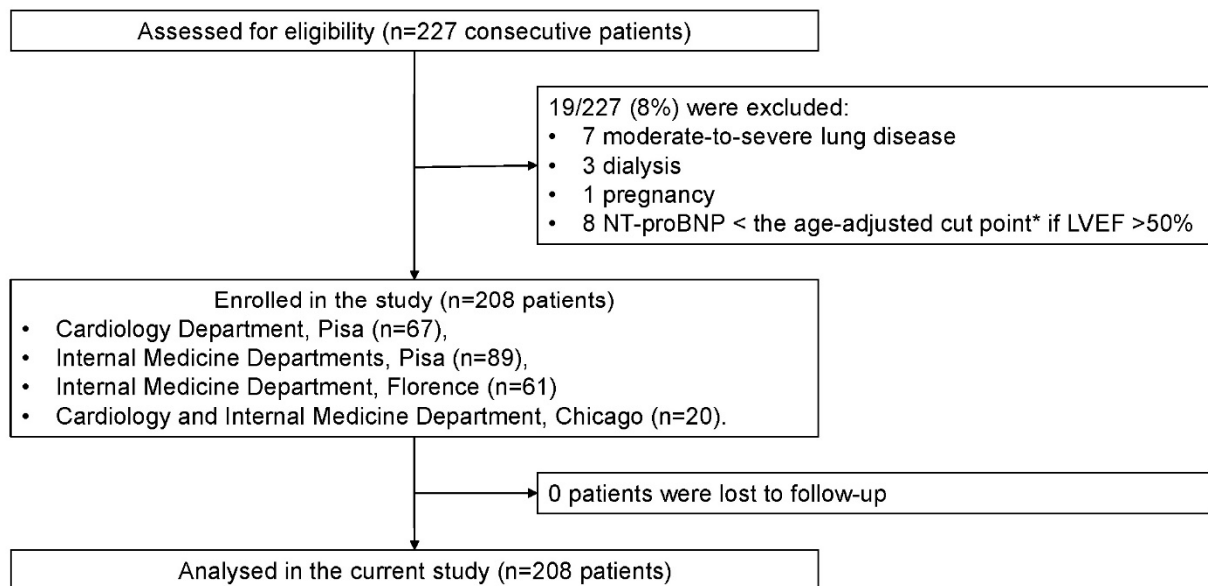 Assessed for eligibility (n=227 consecutive patients)
19/227 (8%) were excluded:
• 7 moderate-to-severe lung disease
• 3 dialysis
• 1 pregnancy
• 8 NT-proBNP < the age-adjusted cut point* if LVEF >50%
Enrolled in the study (n=208 patients)
• Cardiology Department, Pisa (n=67),
• Internal Medicine Departments, Pisa (n=89),
• Internal Medicine Department, Florence (n=61)
• Cardiology and Internal Medicine Department, Chicago (n=20).
0 patients were lost to follow-up
Analysed in the current study (n=208 patients)